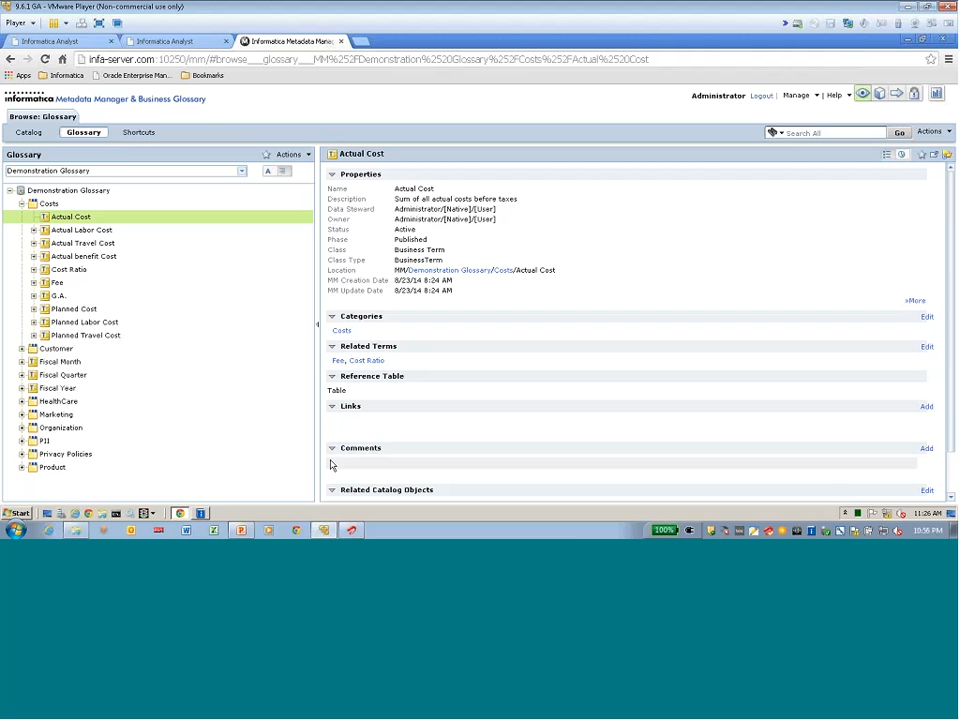 9.6.1 GA - VMware Player (Non-commercial use only)
Player
Informatica Analyst
Informatica Analyst
Informatica Metadata Mana
infa-server.com:10250/mm/#browse___glossary___MM%252FDemonstration%2520Glossary%252FCosts%252FActual%2520Cost
Apps
Informatica
Oracle Enterprise Man...
Bookmarks
Informatica Metadata Manager & Business Glossary
Administrator Logout | Manage | Help
Browse: Glossary
Catalog
Glossary
Shortcuts
Search All
Go
Actions
Glossary
Actions
Demonstration Glossary
A
Demonstration Glossary
Costs
Actual Cost
Actual Labor Cost
Actual Travel Cost
Actual benefit Cost
Cost Ratio
Fee
G.A.
Planned Cost
Planned Labor Cost
Planned Travel Cost
Customer
Fiscal Month
Fiscal Quarter
Fiscal Year
HealthCare
Marketing
Organization
PII
Privacy Policies
Product
Actual Cost
Properties
Name Actual Cost
Description Sum of all actual costs before taxes
Data Steward Administrator/[Native]/[User]
Owner Administrator/[Native]/[User]
Status Active
Phase Published
Class Business Term
Class Type BusinessTerm
Location MM/Demonstration Glossary/Costs/Actual Cost
MM Creation Date 8/23/14 8:24 AM
MM Update Date 8/23/14 8:24 AM
»More
Categories Edit
Costs
Related Terms Edit
Fee, Cost Ratio
Reference Table
Table
Links Add
Comments Add
Related Catalog Objects Edit
Start
11:26 AM
100%
10:56 PM